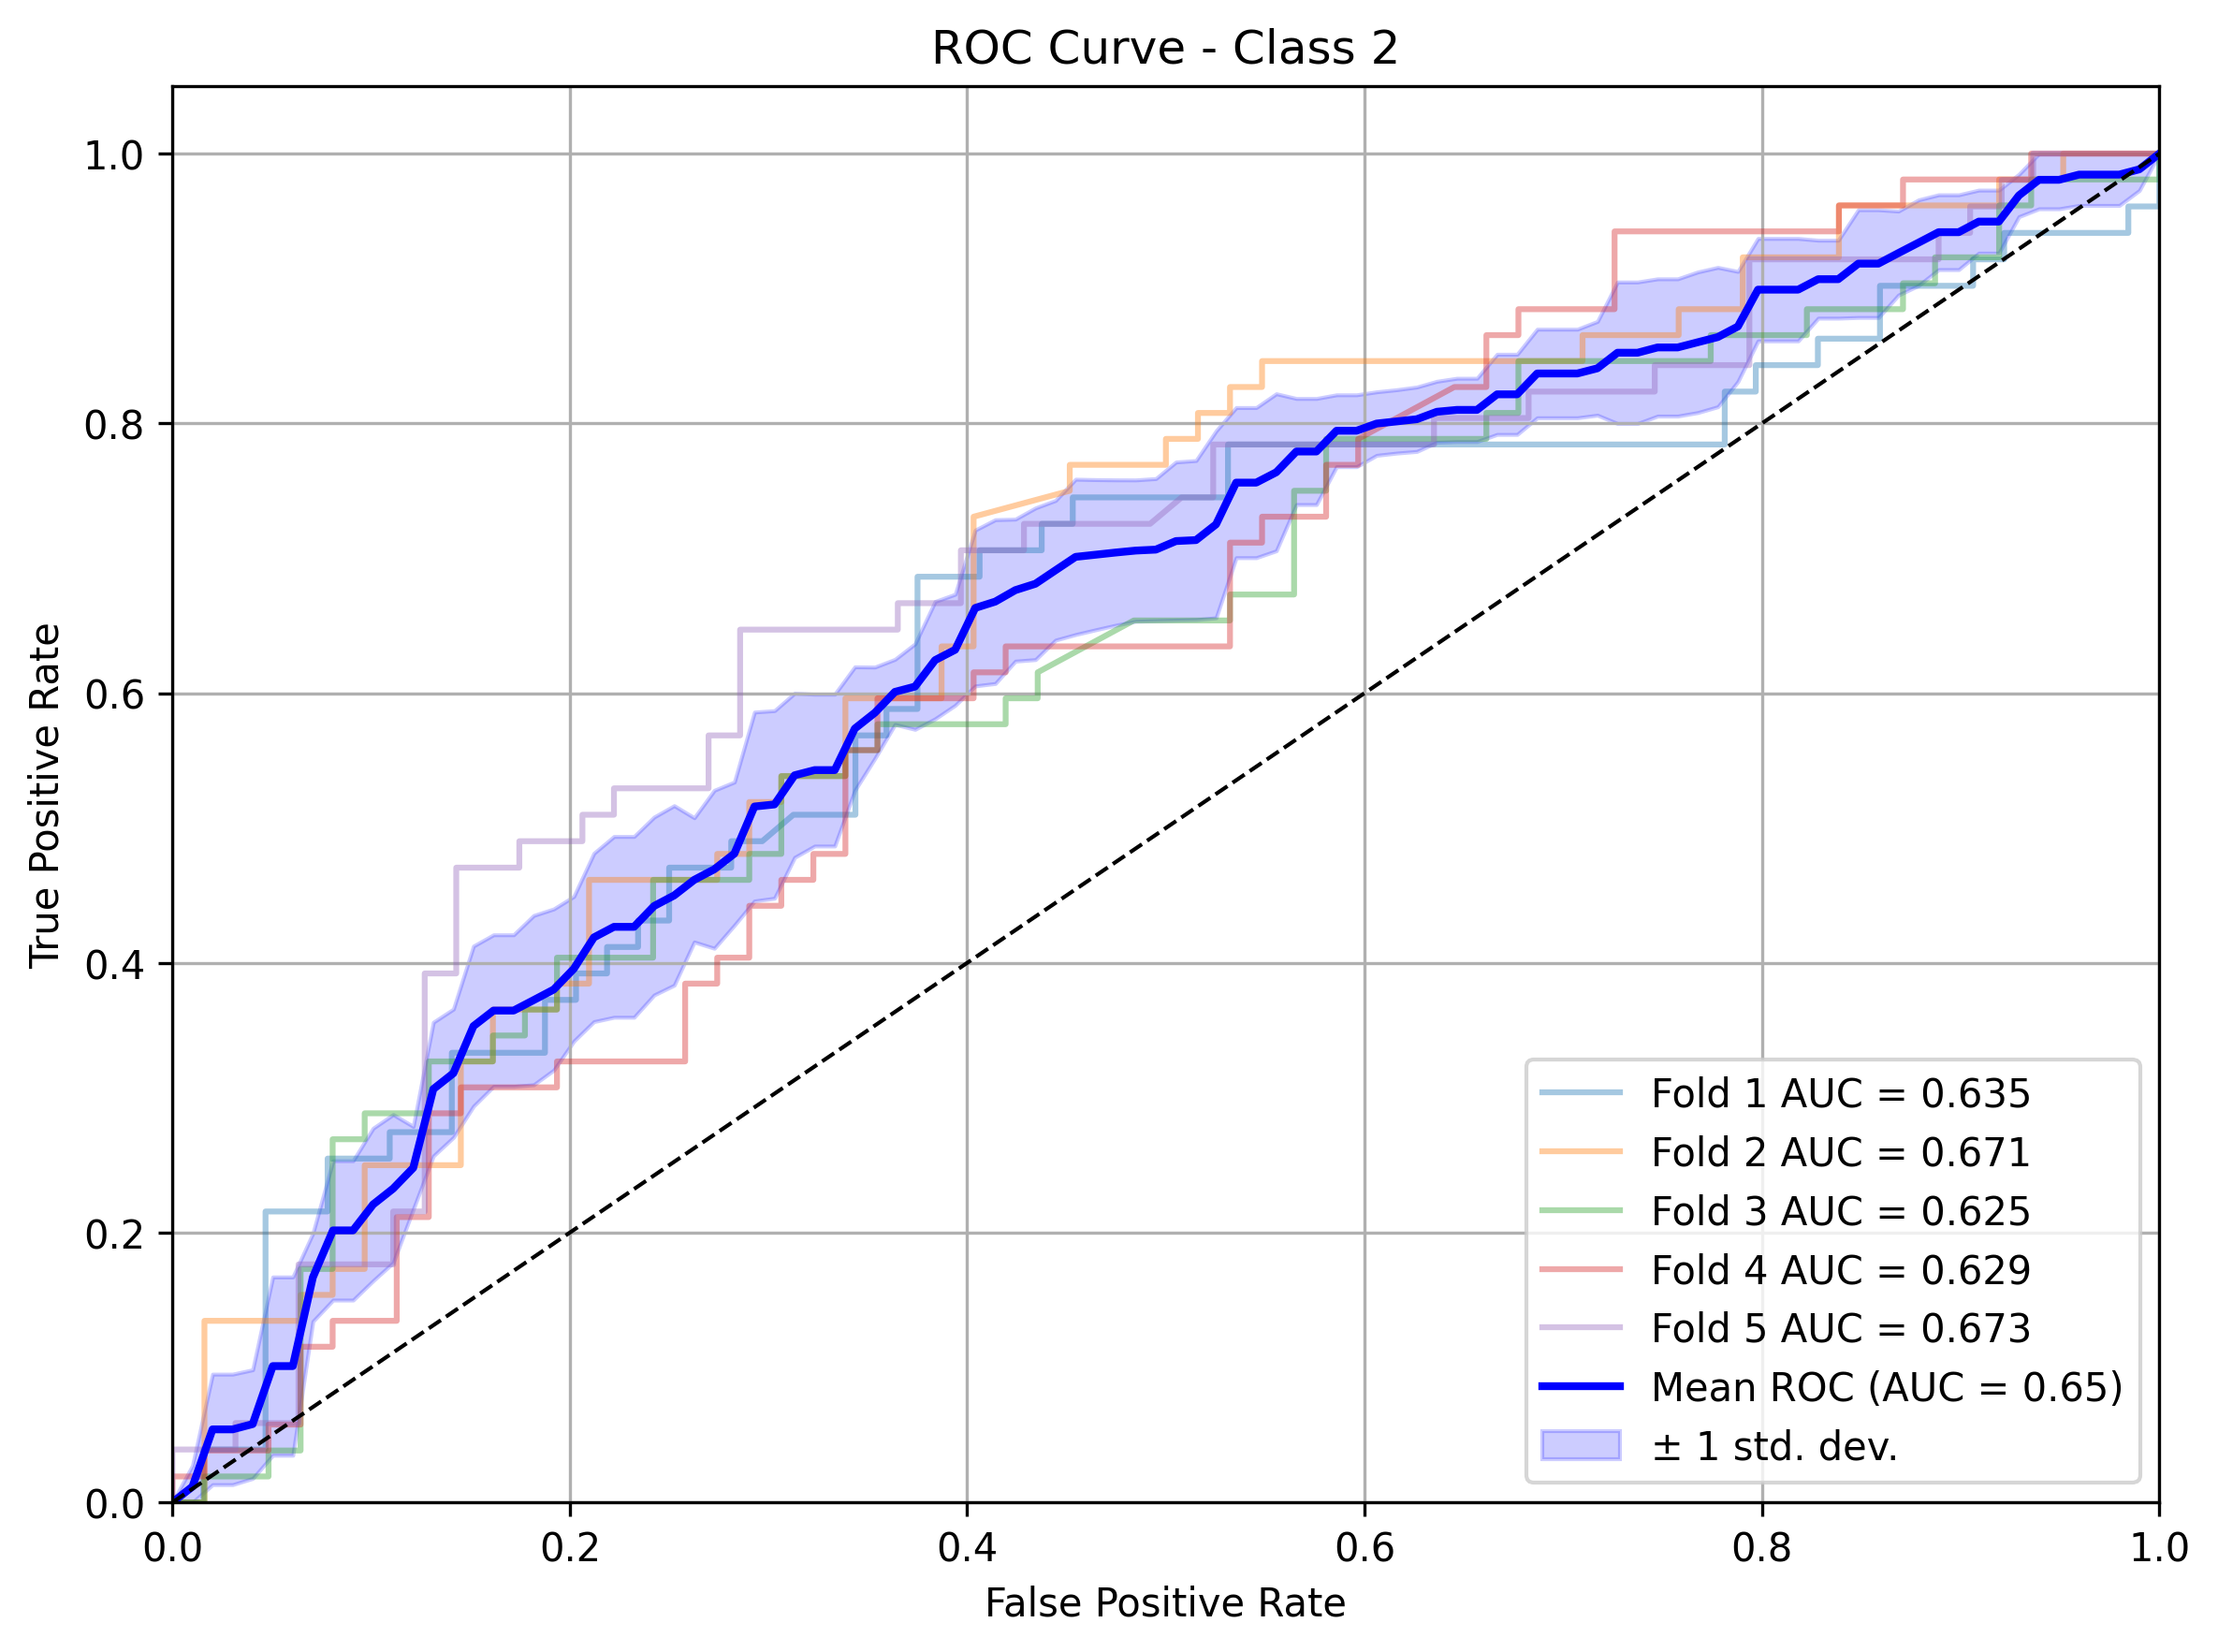 ROC Curve - Class 2
True Positive Rate
1.0
0.8
0.6
0.4
0.2
0.0
0.0 0.2 0.4 0.6 0.8 1.0
False Positive Rate
Fold 1 AUC = 0.635
Fold 2 AUC = 0.671
Fold 3 AUC = 0.625
Fold 4 AUC = 0.629
Fold 5 AUC = 0.673
Mean ROC (AUC = 0.65)
± 1 std. dev.